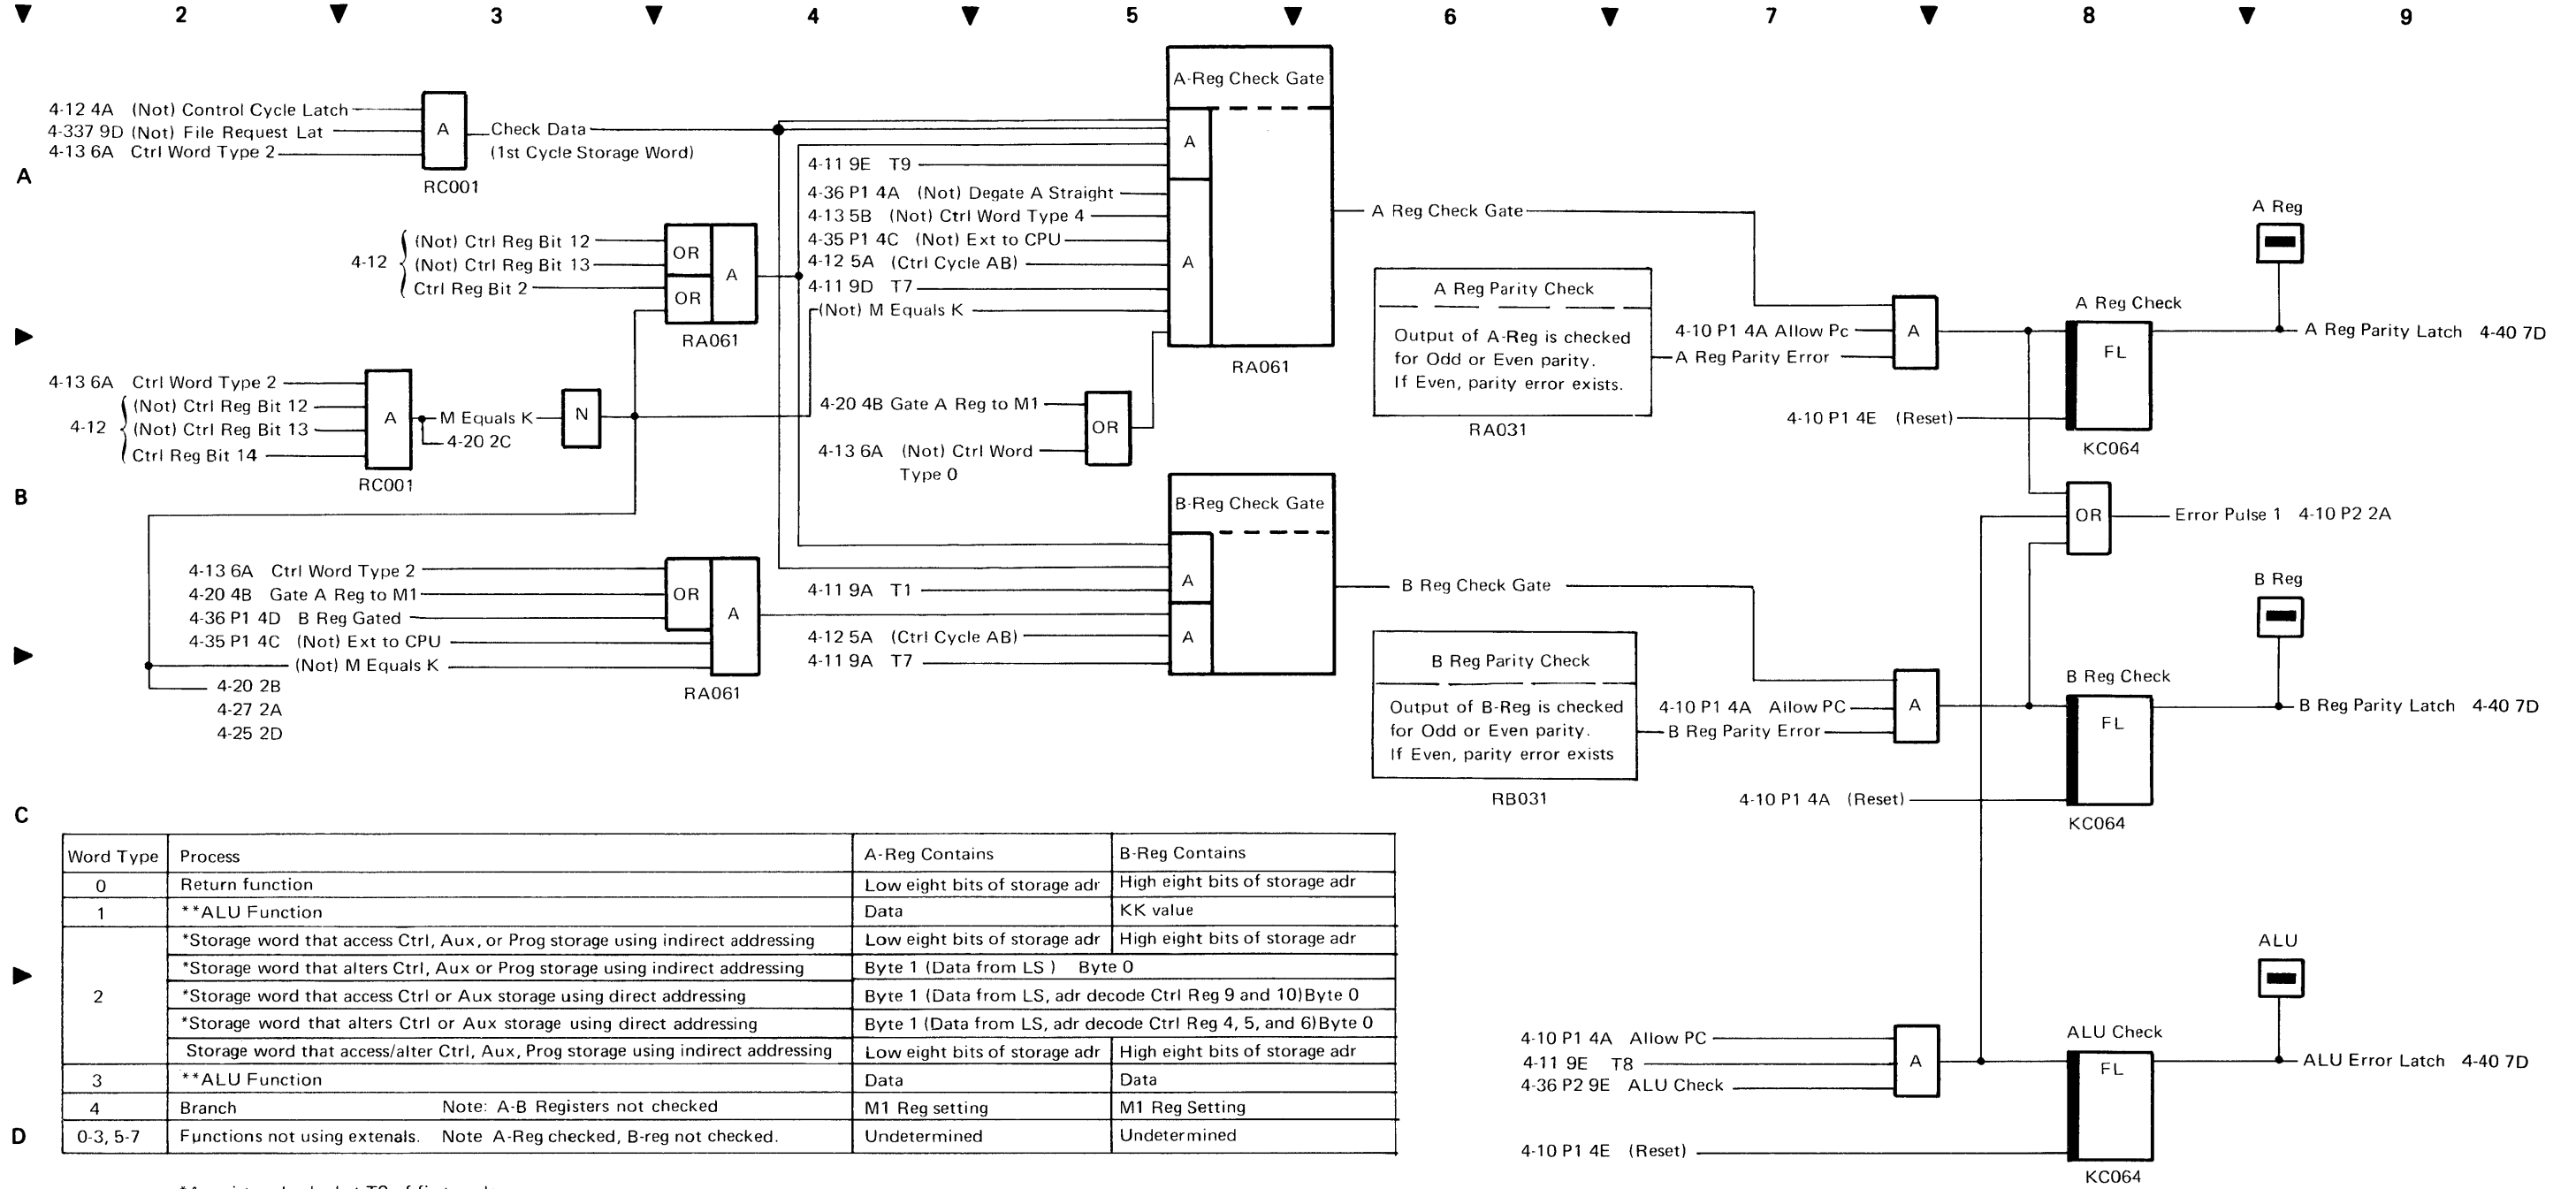 2 3 4 5 6 7 8 9
A-Reg Check Gate
4-12 4A (Not) Control Cycle Latch
4-337 9D (Not) File Request Lat
4-13 6A Ctrl Word Type 2
A
Check Data
(1st Cycle Storage Word)
RC001
A
A
4-11 9E T9
4-36 P1 4A (Not) Degate A Straight
4-13 5B (Not) Ctrl Word Type 4
4-35 P1 4C (Not) Ext to CPU
4-12 5A (Ctrl Cycle AB)
4-11 9D T7
(Not) M Equals K
A
RA061
4-12
(Not) Ctrl Reg Bit 12
(Not) Ctrl Reg Bit 13
Ctrl Reg Bit 2
OR
OR
A
RA061
A Reg Check Gate
A Reg Parity Check
Output of A-Reg is checked
for Odd or Even parity.
If Even, parity error exists.
RA031
4-10 P1 4A Allow Pc
A Reg Parity Error
A
A Reg Check
FL
4-10 P1 4E (Reset)
KC064
A Reg
A Reg Parity Latch 4-40 7D
4-13 6A Ctrl Word Type 2
4-12
(Not) Ctrl Reg Bit 12
(Not) Ctrl Reg Bit 13
Ctrl Reg Bit 14
A
RC001
M Equals K
4-20 2C
N
4-20 4B Gate A Reg to M1
4-13 6A (Not) Ctrl Word
Type 0
OR
B
B-Reg Check Gate
A
4-11 9A T1
4-12 5A (Ctrl Cycle AB)
4-11 9A T7
A
OR
Error Pulse 1 4-10 P2 2A
4-13 6A Ctrl Word Type 2
4-20 4B Gate A Reg to M1
4-36 P1 4D B Reg Gated
4-35 P1 4C (Not) Ext to CPU
(Not) M Equals K
4-20 2B
4-27 2A
4-25 2D
OR
A
RA061
B Reg Check Gate
B Reg Parity Check
Output of B-Reg is checked
for Odd or Even parity.
If Even, parity error exists
RB031
4-10 P1 4A Allow PC
B Reg Parity Error
A
B Reg Check
FL
4-10 P1 4A (Reset)
KC064
B Reg
B Reg Parity Latch 4-40 7D
C
Word Type Process A-Reg Contains B-Reg Contains
0 Return function Low eight bits of storage adr High eight bits of storage adr
1 **ALU Function Data KK value
2
*Storage word that access Ctrl, Aux, or Prog storage using indirect addressing Low eight bits of storage adr High eight bits of storage adr
*Storage word that alters Ctrl, Aux or Prog storage using indirect addressing Byte 1 (Data from LS ) Byte 0
*Storage word that access Ctrl or Aux storage using direct addressing Byte 1 (Data from LS, adr decode Ctrl Reg 9 and 10)Byte 0
*Storage word that alters Ctrl or Aux storage using direct addressing Byte 1 (Data from LS, adr decode Ctrl Reg 4, 5, and 6)Byte 0
Storage word that access/alter Ctrl, Aux, Prog storage using indirect addressing Low eight bits of storage adr High eight bits of storage adr
3 **ALU Function Data Data
4 Branch Note: A-B Registers not checked M1 Reg setting M1 Reg Setting
0-3, 5-7 Functions not using extenals. Note A-Reg checked, B-reg not checked. Undetermined Undetermined
D
4-10 P1 4A Allow PC
4-11 9E T8
4-36 P2 9E ALU Check
A
ALU Check
FL
4-10 P1 4E (Reset)
KC064
ALU
ALU Error Latch 4-40 7D